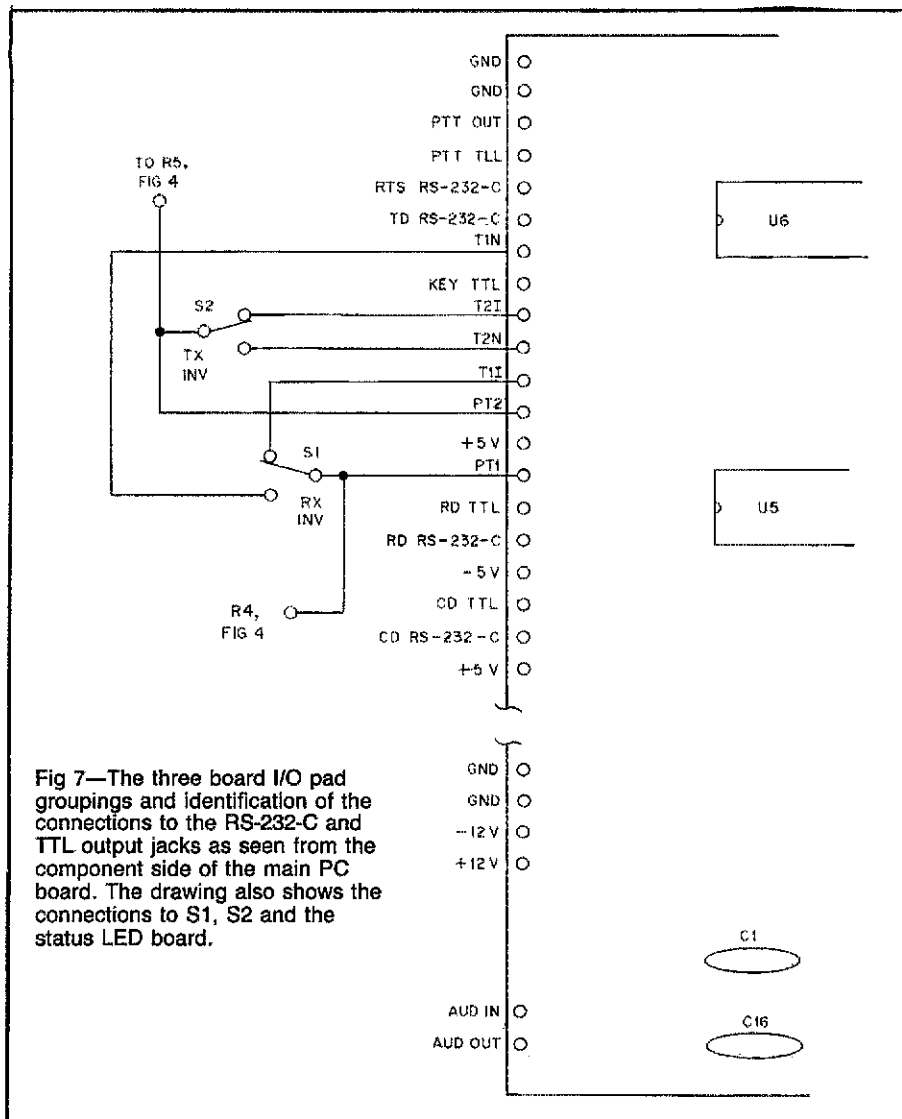 GND
GND
PTT OUT
PTT TLL
TO R5,
FIG 4
RTS RS-232-C
TD RS-232-C
U6
T1N
KEY TTL
S2
T2I
TX
INV
T2N
T1I
PT2
+5 V
S1
PT1
RX
INV
RD TTL
U5
RD RS-232-C
-5 V
R4,
FIG 4
CD TTL
CD RS-232-C
+5 V
GND
GND
-12 V
+12 V
Fig 7—The three board I/O pad
groupings and identification of the
connections to the RS-232-C and
TTL output jacks as seen from the
component side of the main PC
board. The drawing also shows the
connections to S1, S2 and the
status LED board.
C1
AUD IN
C16
AUD OUT